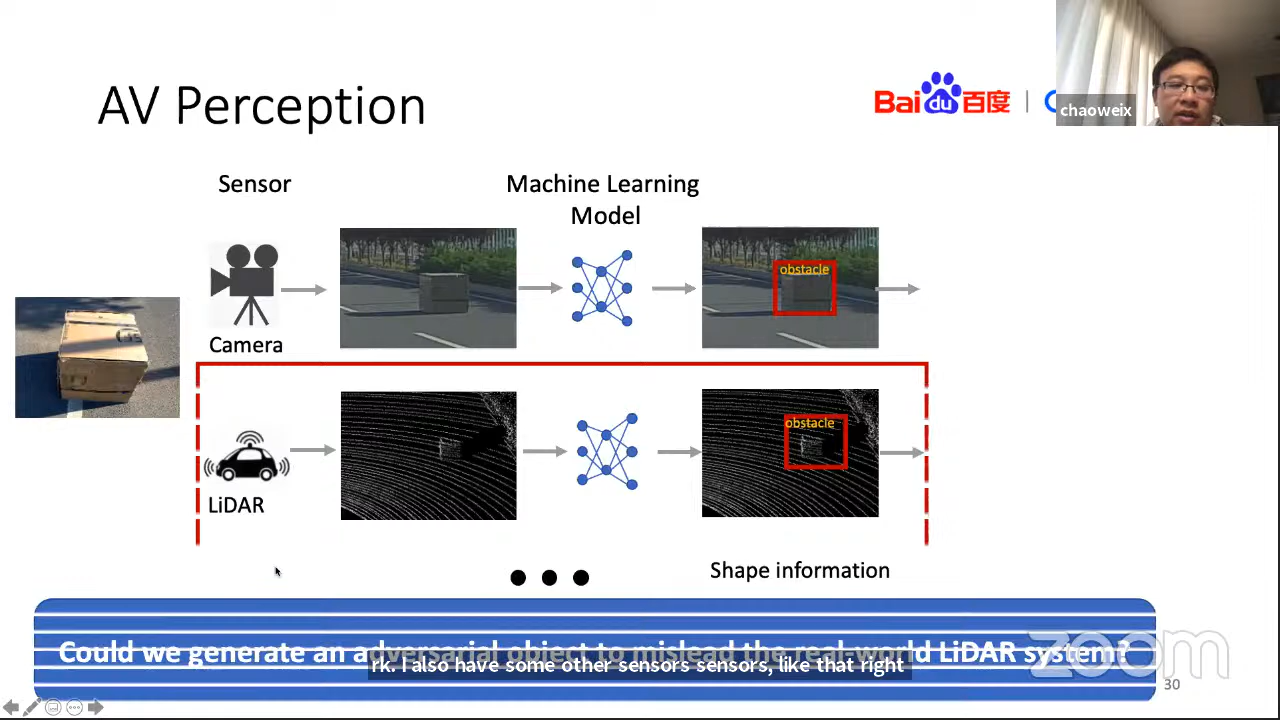 AV Perception
Baidu百度
chaoweix
Sensor
Machine Learning
Model
obstacle
Camera
obstacle
LiDAR
Shape information
Could we generate an adversarial object to mislead the real-world LiDAR system?
rk. I also have some other sensors sensors, like that right
zoom
30